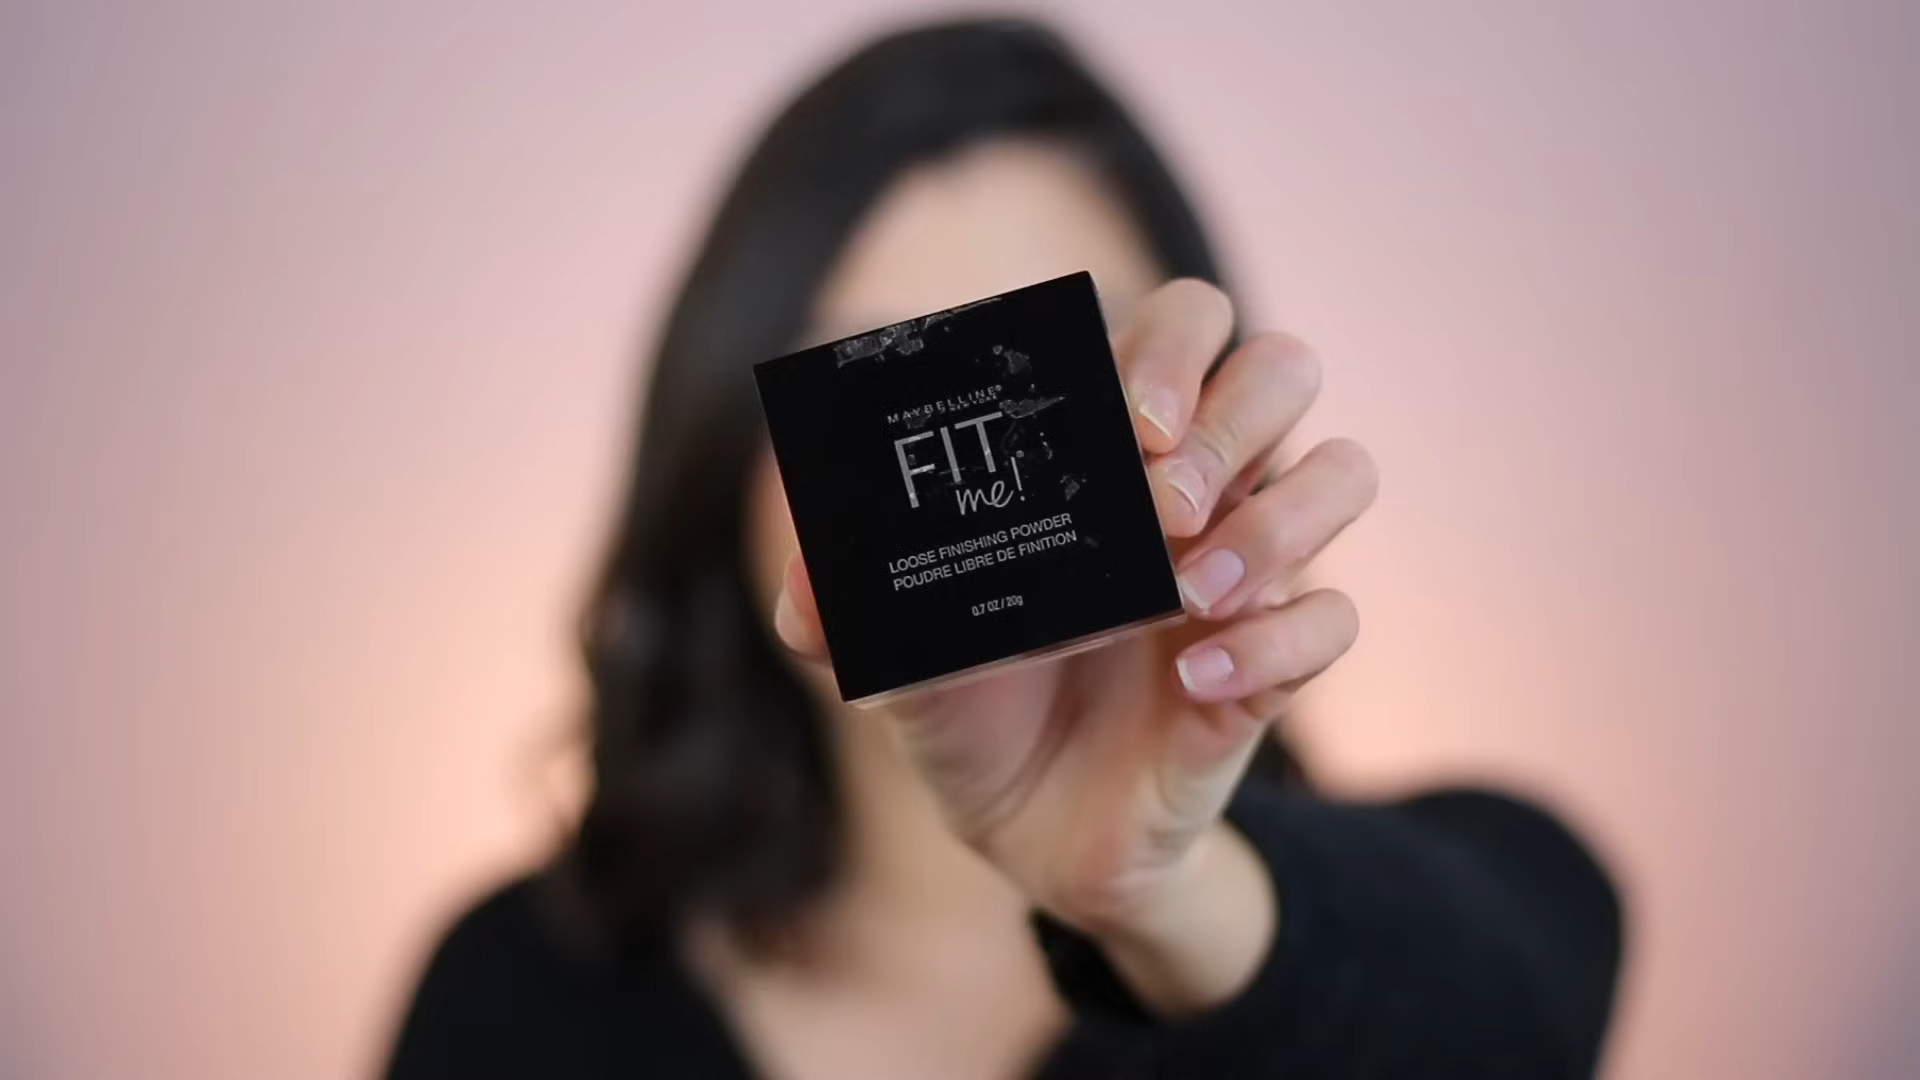 MAYBELLINE®
NEW YORK
FIT
me!®
LOOSE FINISHING POWDER
POUDRE LIBRE DE FINITION
0.7 OZ / 20g